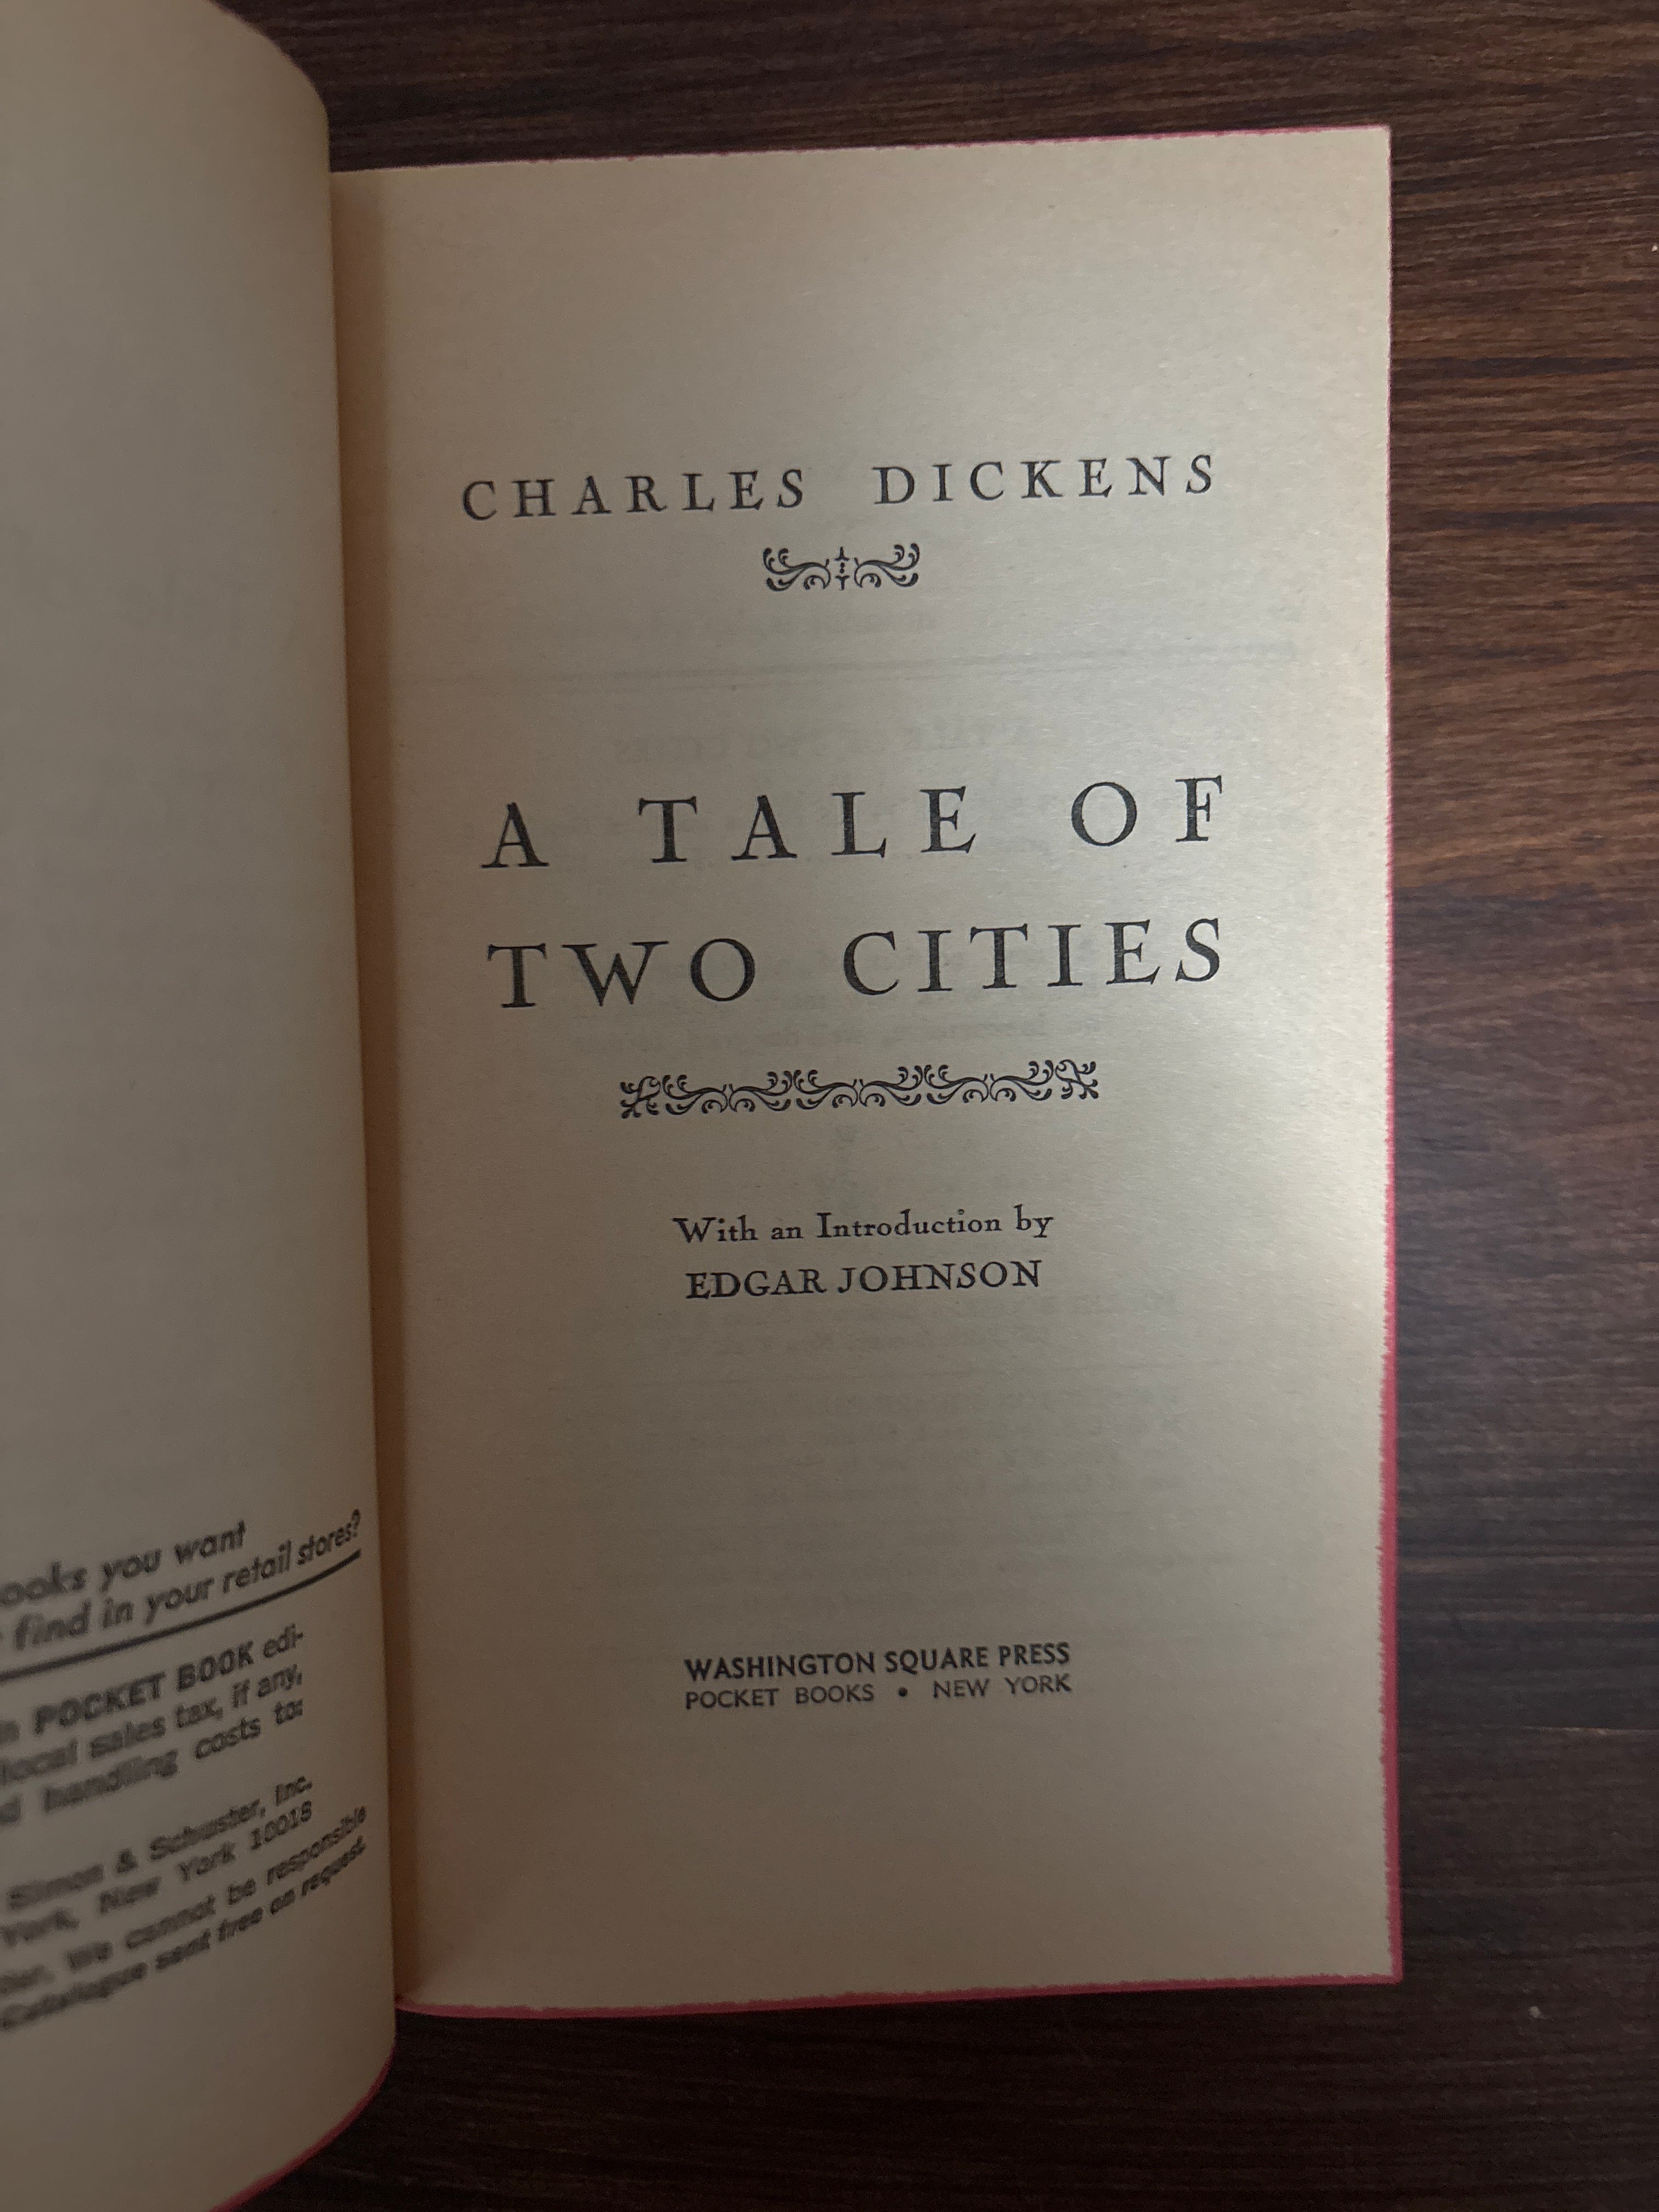 ooks you want
find in your retail stores?
POCKET BOOK edi-
local sales tax, if any,
handling costs to:
Simon & Schuster, Inc.
York, New York 10018
We cannot be responsible
Catalogue sent free on request.
CHARLES DICKENS
A TALE OF
TWO CITIES
With an Introduction by
EDGAR JOHNSON
WASHINGTON SQUARE PRESS
POCKET BOOKS • NEW YORK